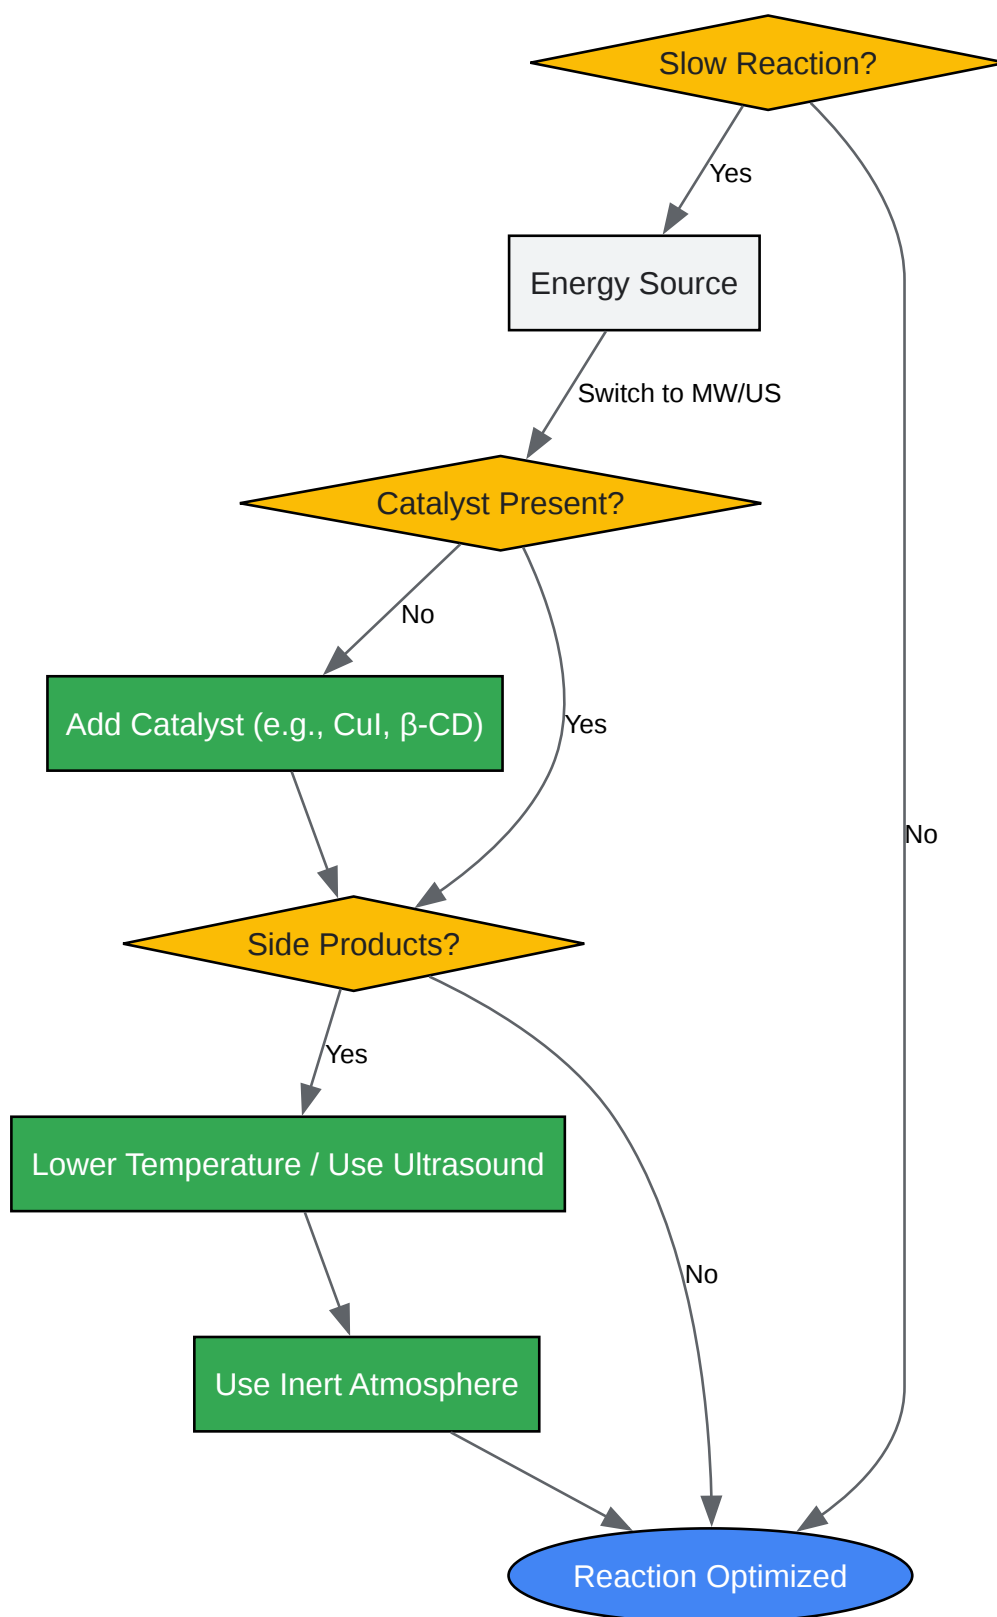 Slow Reaction?
Yes
Energy Source
Switch to MW/US
Catalyst Present?
No
Add Catalyst (e.g., CuI, β-CD)
Yes
No
Side Products?
Yes
Lower Temperature / Use Ultrasound
No
Use Inert Atmosphere
Reaction Optimized